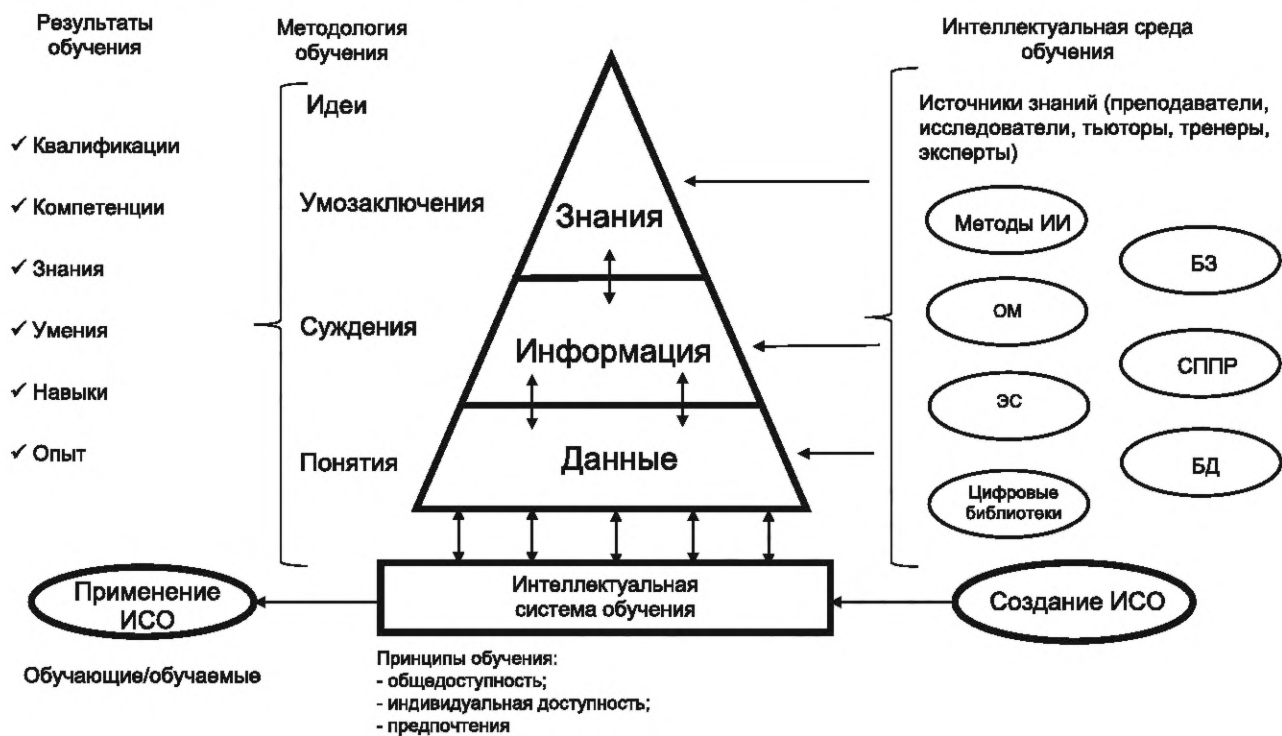 Результаты
обучения
✓ Квалификации
✓ Компетенции
✓ Знания
✓ Умения
✓ Навыки
✓ Опыт
Методология
обучения
Идеи
Умозаключения
Суждения
Понятия
Знания
Информация
Данные
Интеллектуальная среда
обучения
Источники знаний (преподаватели,
исследователи, тьюторы, тренеры,
эксперты)
Методы ИИ
БЗ
ОМ
СППР
ЭС
БД
Цифровые
библиотеки
Применение
ИСО
Интеллектуальная
система обучения
Создание ИСО
Обучающие/обучаемые
Принципы обучения:
- общедоступность;
- индивидуальная доступность;
- предпочтения